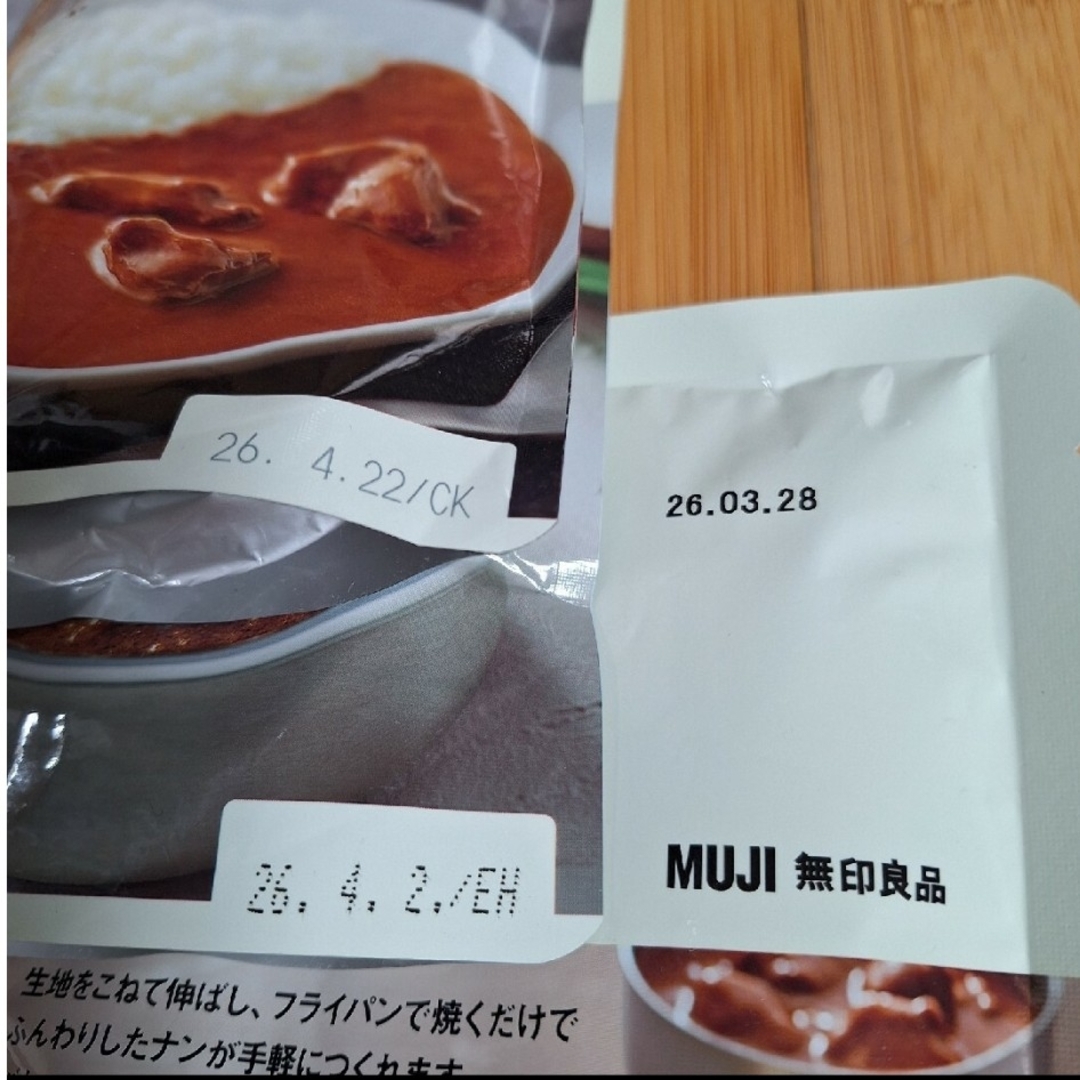 26. 4.22/CK
26.03.28
26. 4. 2./EH
MUJI 無印良品
生地をこねて伸ばし、フライパンで焼くだけで
ふんわりしたナンが手軽につくれます